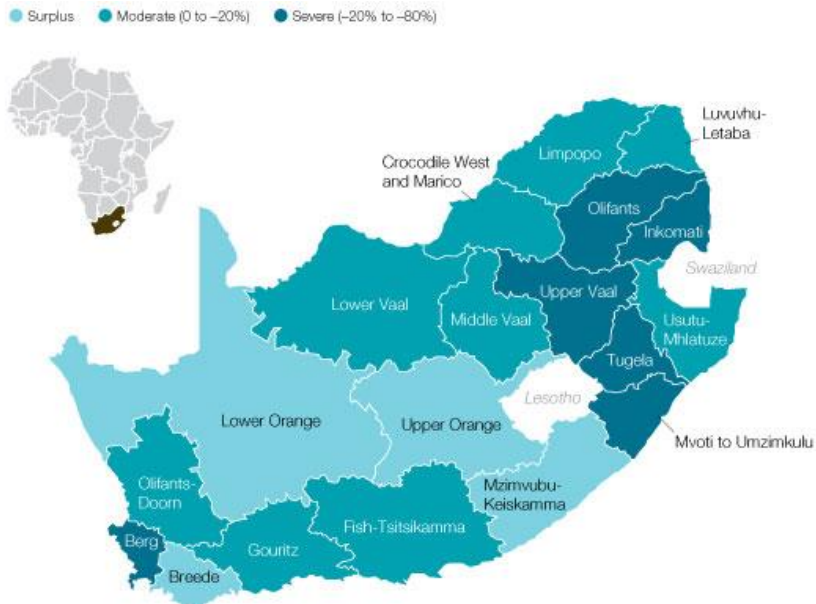 Surplus Moderate (0 to –20%) Severe (–20% to –80%)
Luvuvhu-
Letaba
Limpopo
Crocodile West
and Marico
Olifants
Inkomati
Swaziland
Upper Vaal
Lower Vaal
Middle Vaal
Usutu-
Mhlatuze
Tugela
Lesotho
Lower Orange
Upper Orange
Mvoti to Umzimkulu
Mzimvubu-
Keiskamma
Olifants-
Doorn
Fish-Tsitsikamma
Berg
Gouritz
Breede